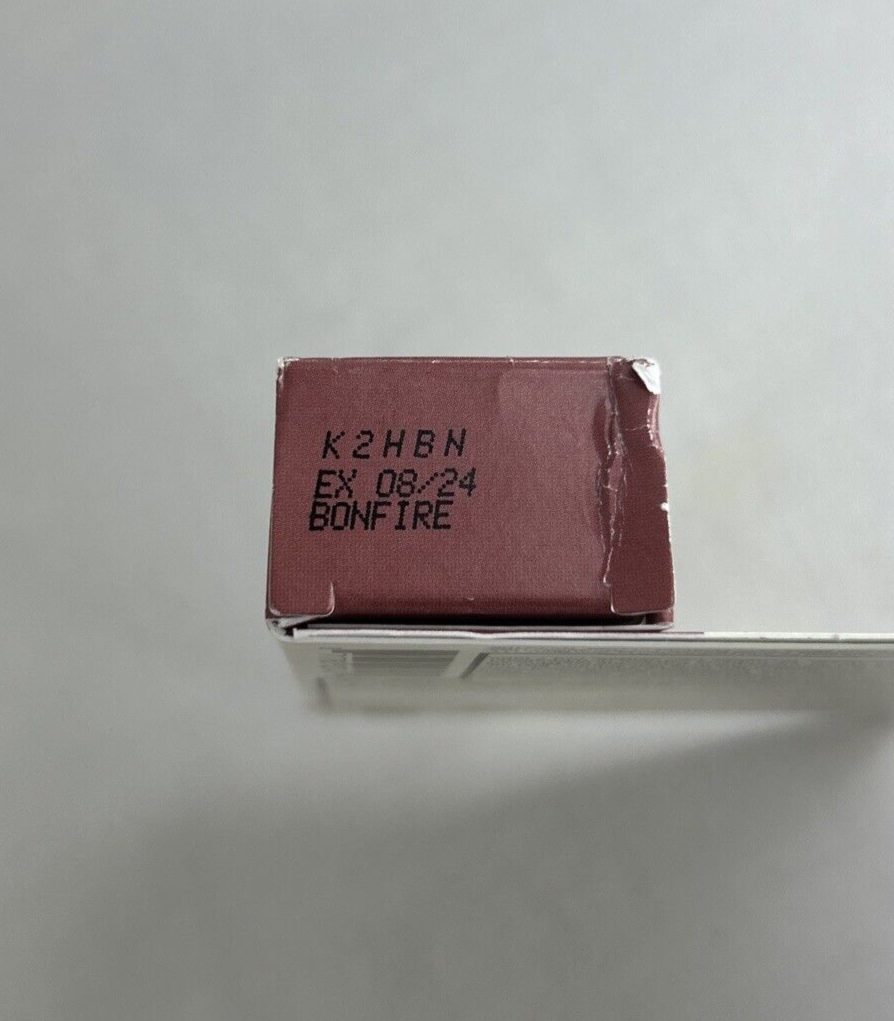 K2HBN
EX 08/24
BONFIRE